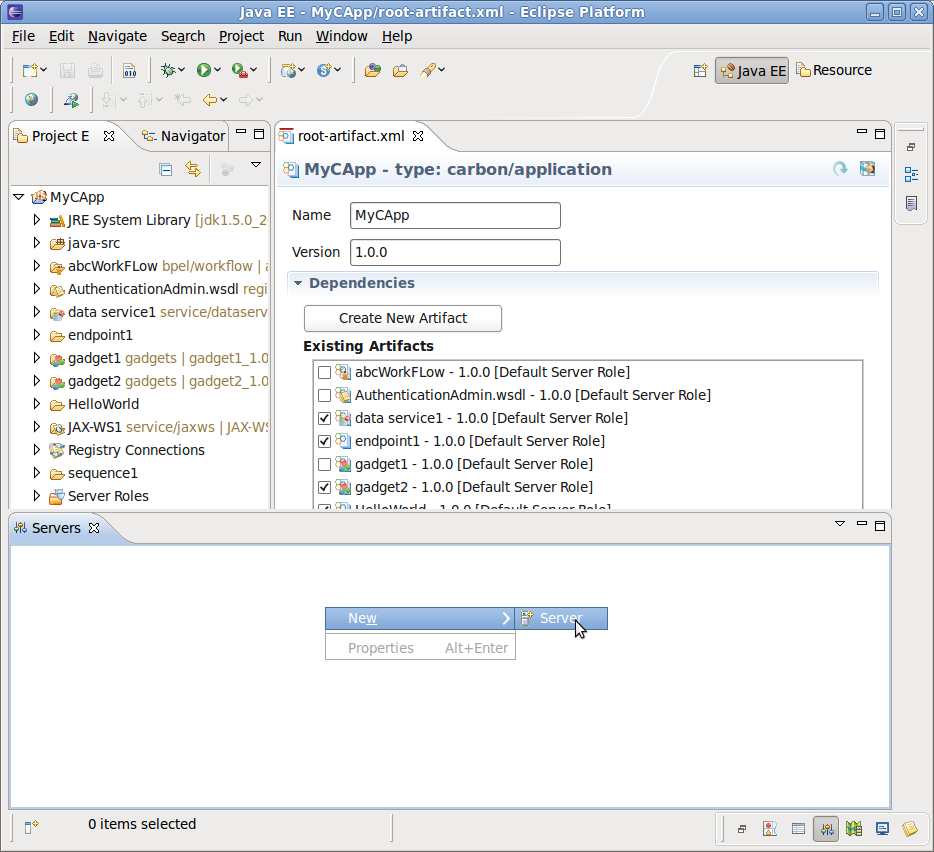 Java EE - MyCApp/root-artifact.xml - Eclipse Platform
File Edit Navigate Search Project Run Window Help
Java EE Resource
Project E Navigator
MyCApp
JRE System Library [jdk1.5.0_2
java-src
abcWorkFLow bpel/workflow |
AuthenticationAdmin.wsdl regi
data service1 service/dataserv
endpoint1
gadget1 gadgets | gadget1_1.0
gadget2 gadgets | gadget2_1.0
HelloWorld
JAX-WS1 service/jaxws | JAX-WS
Registry Connections
sequence1
Server Roles
root-artifact.xml
MyCApp - type: carbon/application
Name MyCApp
Version 1.0.0
Dependencies
Create New Artifact
Existing Artifacts
abcWorkFLow - 1.0.0 [Default Server Role]
AuthenticationAdmin.wsdl - 1.0.0 [Default Server Role]
data service1 - 1.0.0 [Default Server Role]
endpoint1 - 1.0.0 [Default Server Role]
gadget1 - 1.0.0 [Default Server Role]
gadget2 - 1.0.0 [Default Server Role]
HelloWorld - 1.0.0 [Default Server Role]
Servers
New Server
Properties Alt+Enter
0 items selected